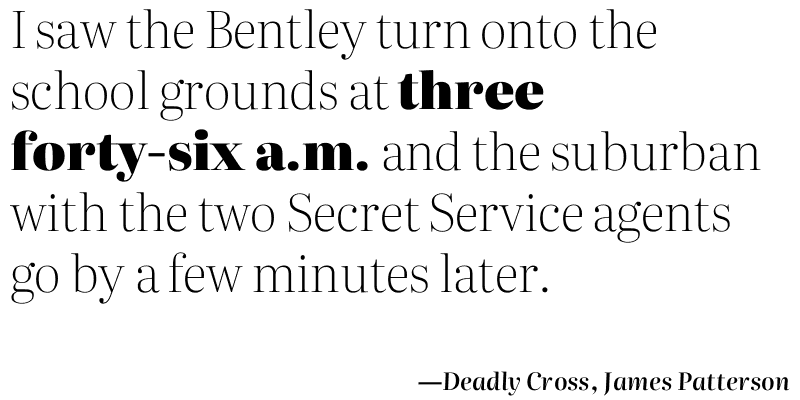 I saw the Bentley turn onto the
school grounds at three
forty-six a.m. and the suburban
with the two Secret Service agents
go by a few minutes later.
—Deadly Cross, James Patterson